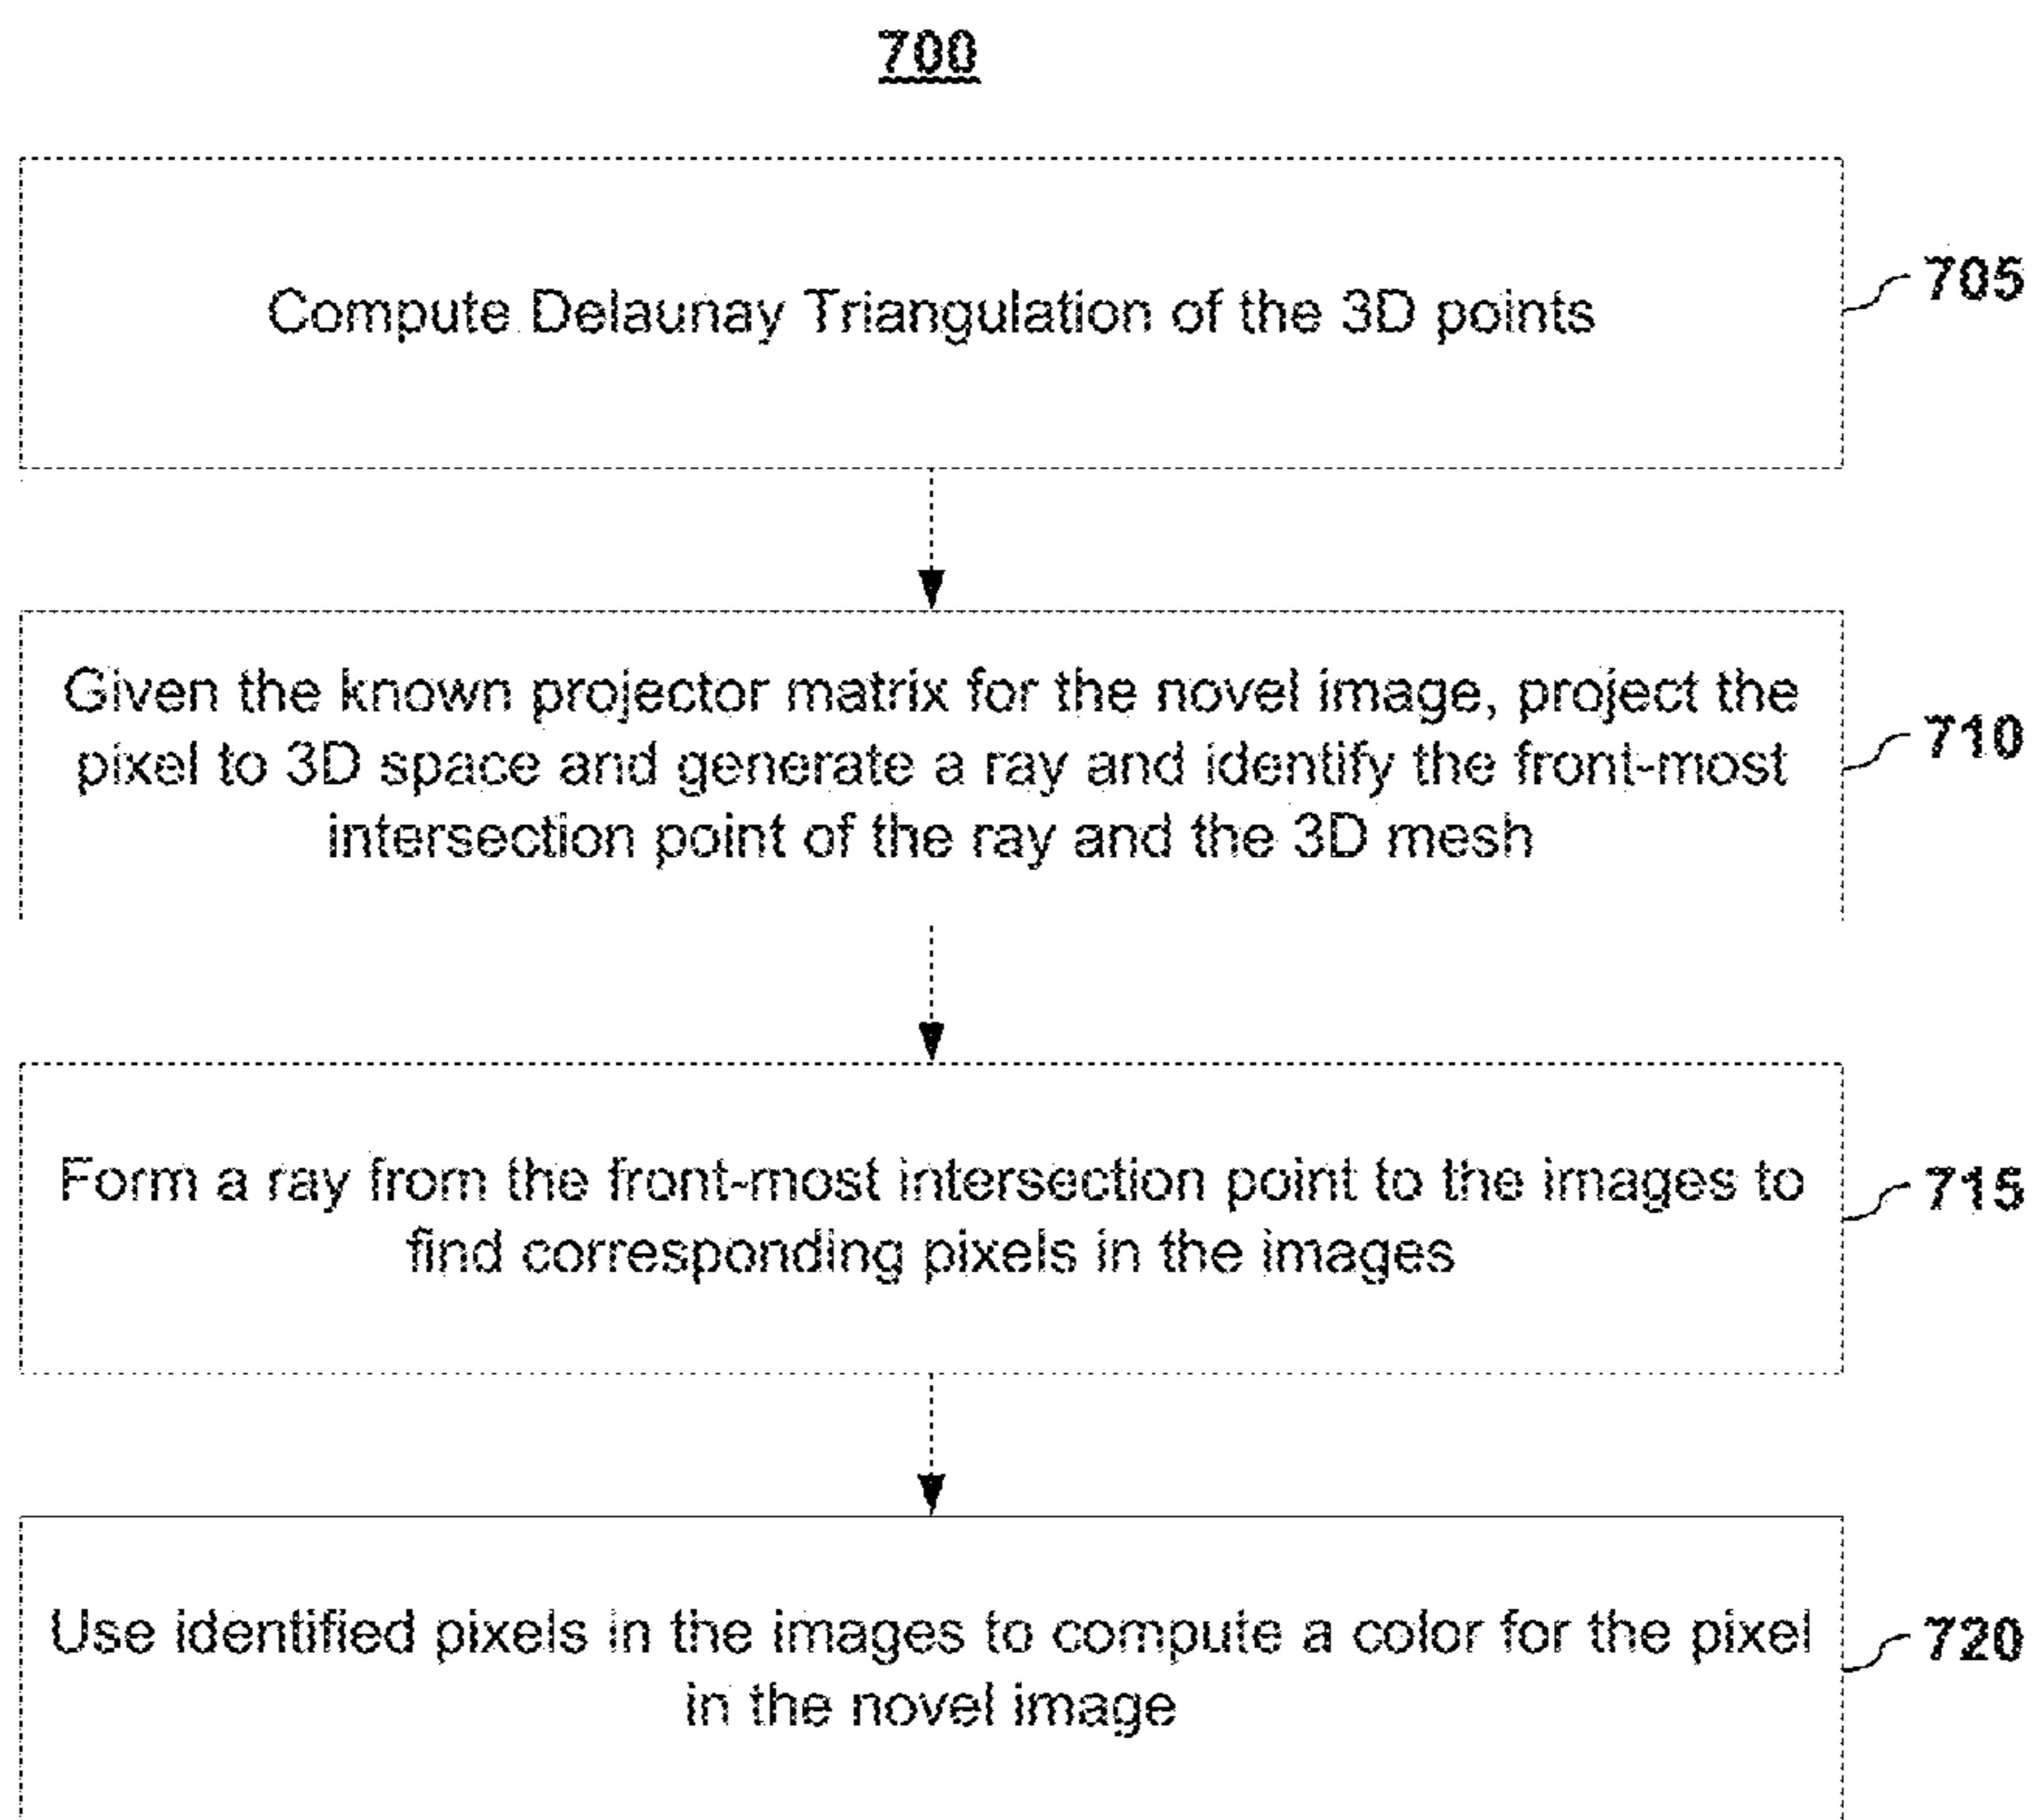 700
Compute Delaunay Triangulation of the 3D points
705
Given the known projector matrix for the novel image, project the
pixel to 3D space and generate a ray and identify the front-most
intersection point of the ray and the 3D mesh
710
Form a ray from the front-most intersection point to the images to
find corresponding pixels in the images
715
Use identified pixels in the images to compute a color for the pixel
in the novel image
720